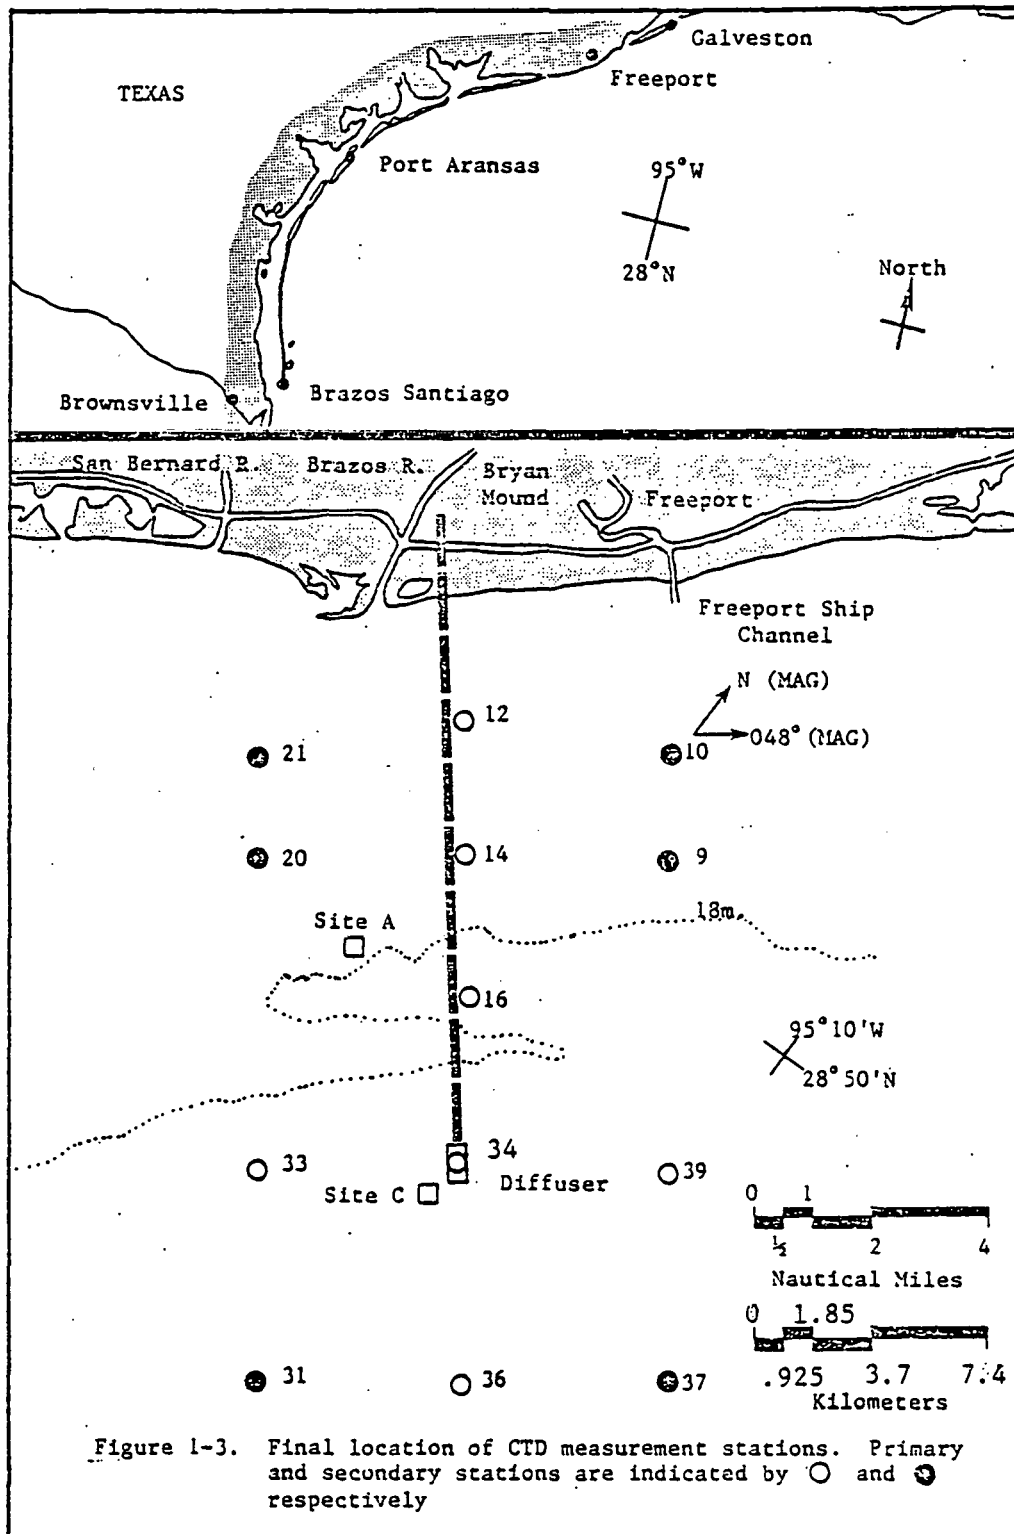 Galveston
Freeport
TEXAS
Port Aransas
95°W
28°N
North
Brownsville
Brazos Santiago
San Bernard R.
Brazos R.
Bryan
Mound
Freeport
Freeport Ship
Channel
N (MAG)
048° (MAG)
12
21
10
20
14
9
18m.
Site A
16
95°10'W
28°50'N
33
34
39
Diffuser
Site C
0 1
½ 2 4
Nautical Miles
0 1.85
.925 3.7 7.4
Kilometers
31
36
37
Figure 1-3. Final location of CTD measurement stations. Primary
and secondary stations are indicated by ○ and ●
respectively